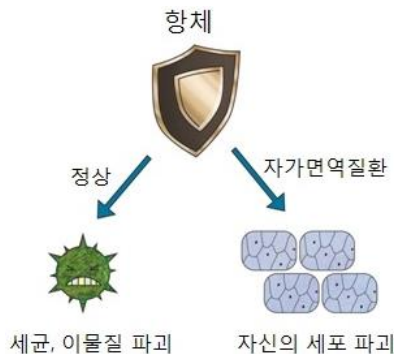 항체
정상
자가면역질환
세균, 이물질 파괴
자신의 세포 파괴